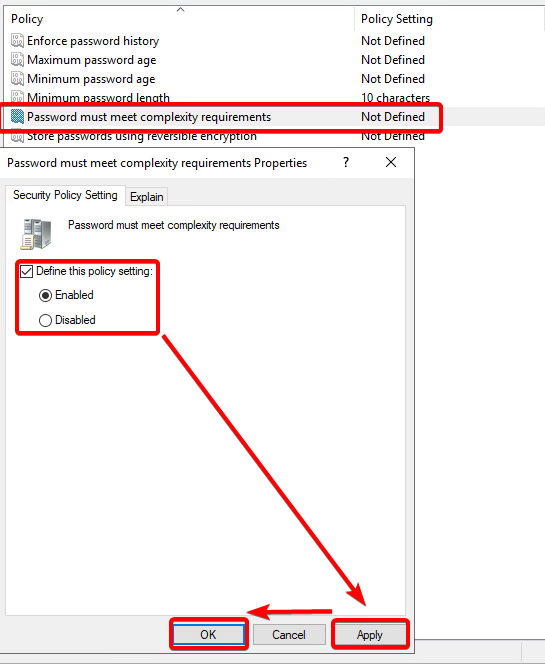 Policy Policy Setting
Enforce password history Not Defined
Maximum password age Not Defined
Minimum password age Not Defined
Minimum password length 10 characters
Password must meet complexity requirements Not Defined
Store passwords using reversible encryption Not Defined
Password must meet complexity requirements Properties ?
Security Policy Setting Explain
Password must meet complexity requirements
Define this policy setting:
Enabled
Disabled
OK Cancel Apply